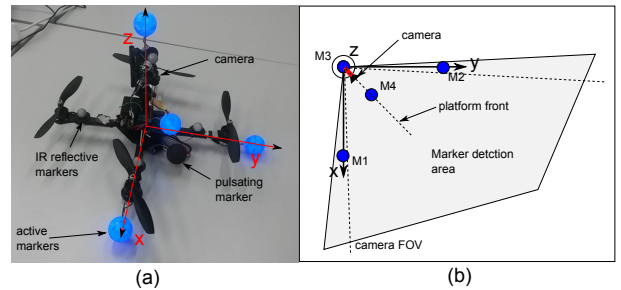 z
camera
IR reflective
markers
y
pulsating
marker
active
markers
x
(a)
M3
z
camera
y
M2
M4
platform front
M1
x
Marker detction
area
camera FOV
(b)